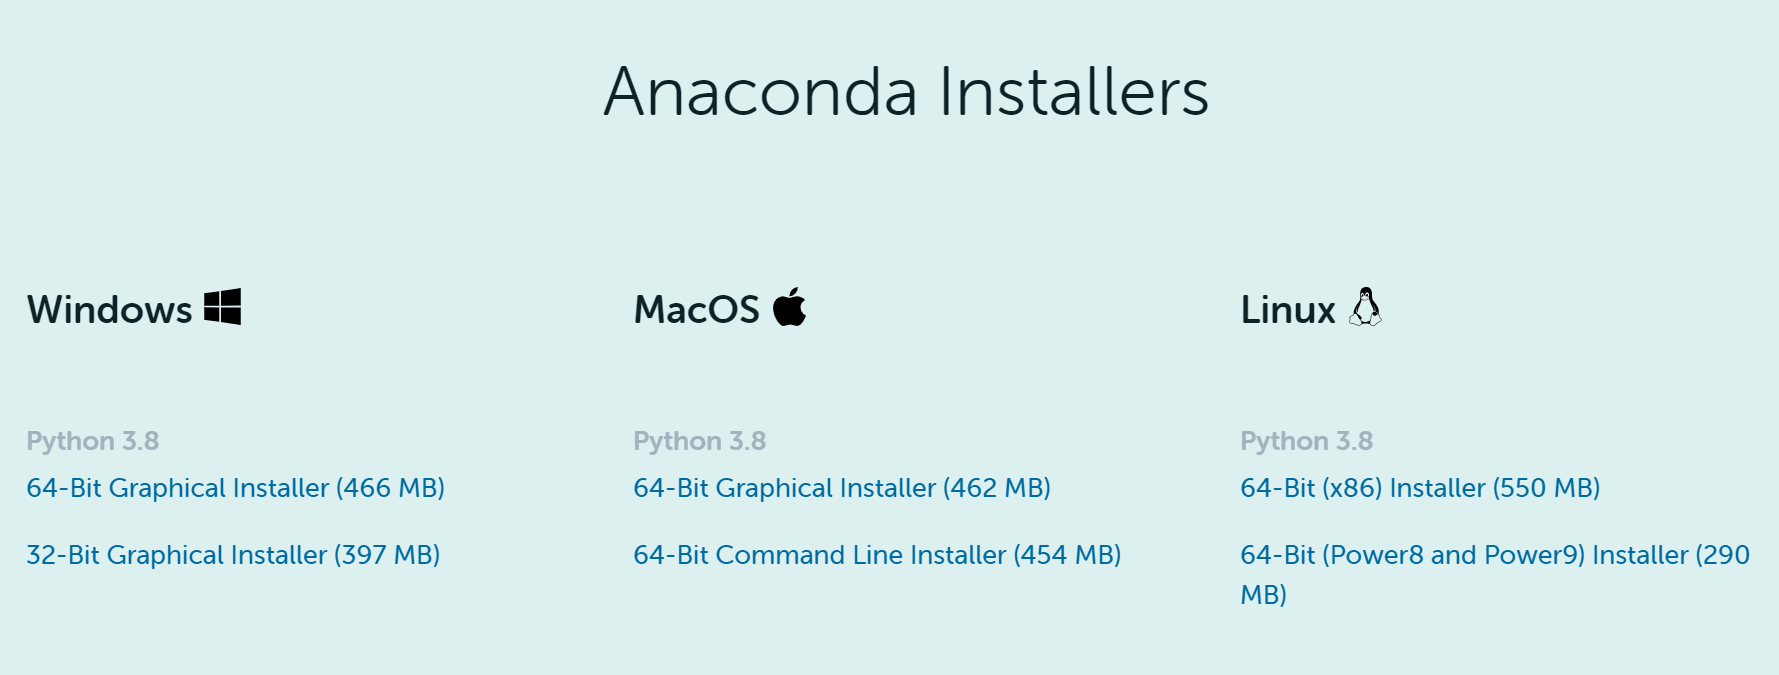 Anaconda Installers
Windows
Python 3.8
64-Bit Graphical Installer (466 MB)
32-Bit Graphical Installer (397 MB)
MacOS
Python 3.8
64-Bit Graphical Installer (462 MB)
64-Bit Command Line Installer (454 MB)
Linux
Python 3.8
64-Bit (x86) Installer (550 MB)
64-Bit (Power8 and Power9) Installer (290
MB)